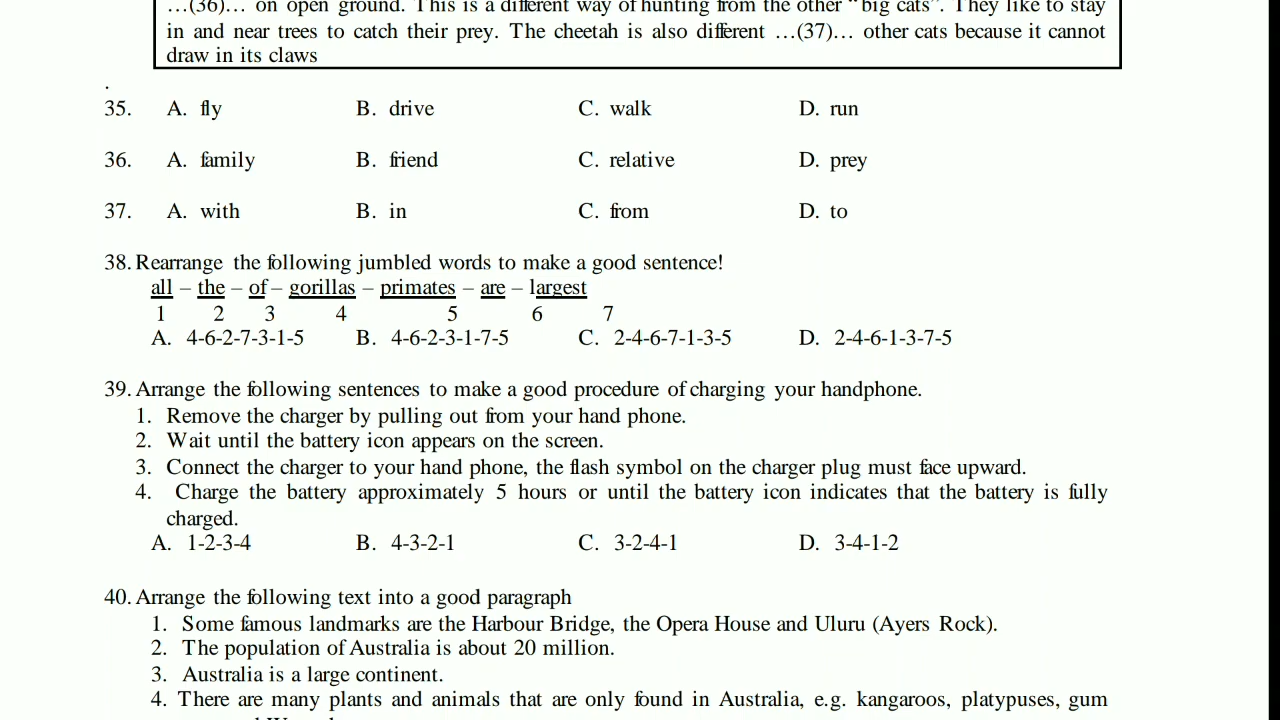 …(36)… on open ground. This is a different way of hunting from the other “big cats”. They like to stay
in and near trees to catch their prey. The cheetah is also different …(37)… other cats because it cannot
draw in its claws
.
35. A. fly B. drive C. walk D. run
36. A. family B. friend C. relative D. prey
37. A. with B. in C. from D. to
38. Rearrange the following jumbled words to make a good sentence!
all – the – of – gorillas – primates – are – largest
1 2 3 4 5 6 7
A. 4-6-2-7-3-1-5 B. 4-6-2-3-1-7-5 C. 2-4-6-7-1-3-5 D. 2-4-6-1-3-7-5
39. Arrange the following sentences to make a good procedure of charging your handphone.
1. Remove the charger by pulling out from your hand phone.
2. Wait until the battery icon appears on the screen.
3. Connect the charger to your hand phone, the flash symbol on the charger plug must face upward.
4. Charge the battery approximately 5 hours or until the battery icon indicates that the battery is fully
charged.
A. 1-2-3-4 B. 4-3-2-1 C. 3-2-4-1 D. 3-4-1-2
40. Arrange the following text into a good paragraph
1. Some famous landmarks are the Harbour Bridge, the Opera House and Uluru (Ayers Rock).
2. The population of Australia is about 20 million.
3. Australia is a large continent.
4. There are many plants and animals that are only found in Australia, e.g. kangaroos, platypuses, gum